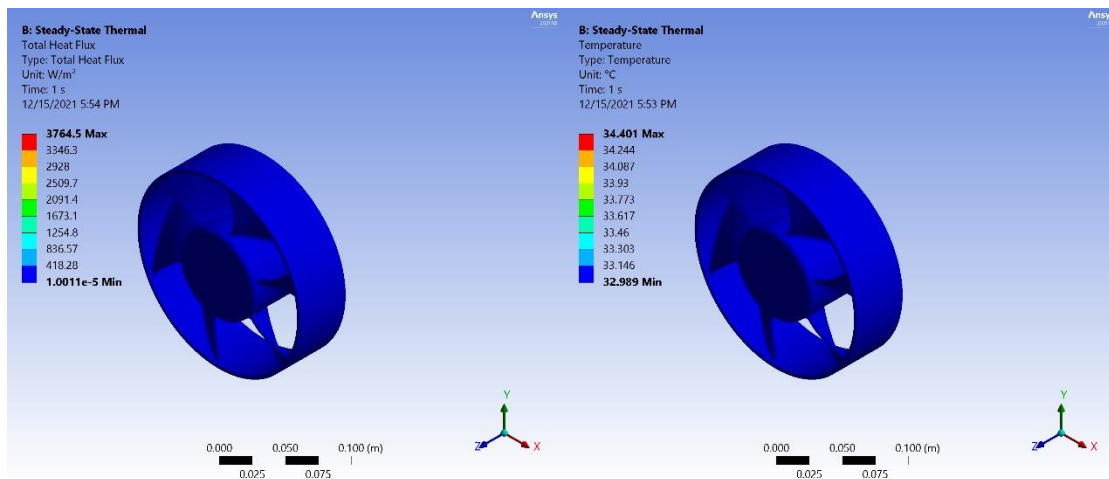 Ansys
B: Steady-State Thermal
Total Heat Flux
Type: Total Heat Flux
Unit: W/m²
Time: 1 s
12/15/2021 5:54 PM
3764.5 Max
3346.3
2928
2509.7
2091.4
1673.1
1254.8
836.57
418.28
1.0011e-5 Min
Y
Z
X
0.000
0.050
0.100 (m)
0.025
0.075
Ansys
B: Steady-State Thermal
Temperature
Type: Temperature
Unit: °C
Time: 1 s
12/15/2021 5:53 PM
34.401 Max
34.244
34.087
33.93
33.773
33.617
33.46
33.303
33.146
32.989 Min
Y
Z
X
0.000
0.050
0.100 (m)
0.025
0.075